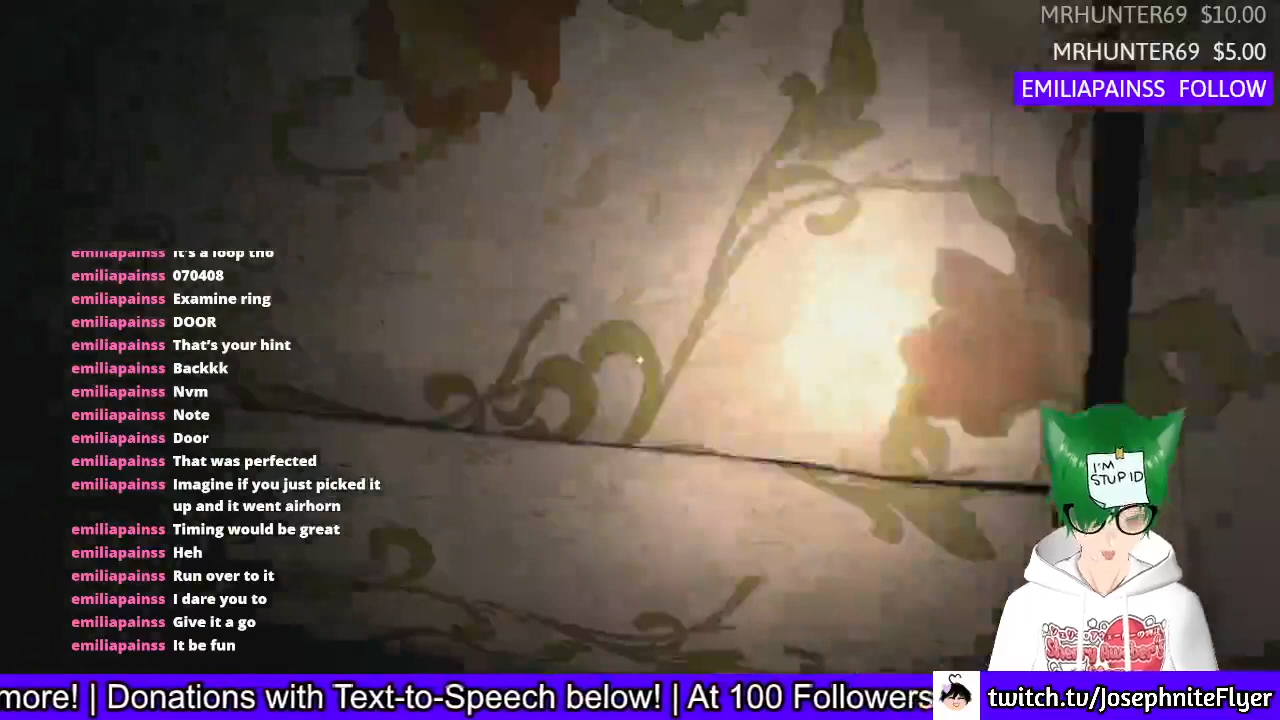 MRHUNTER69 $10.00
MRHUNTER69 $5.00
EMILIAPAINSS FOLLOW
emiliapainss It's a loop tho
emiliapainss 070408
emiliapainss Examine ring
emiliapainss DOOR
emiliapainss That's your hint
emiliapainss Backkk
emiliapainss Nvm
emiliapainss Note
emiliapainss Door
emiliapainss That was perfected
emiliapainss Imagine if you just picked it
up and it went airhorn
emiliapainss Timing would be great
emiliapainss Heh
emiliapainss Run over to it
emiliapainss I dare you to
emiliapainss Give it a go
emiliapainss It be fun
I'M
STUPID
more! | Donations with Text-to-Speech below! | At 100 Followers
twitch.tv/JosephniteFlyer